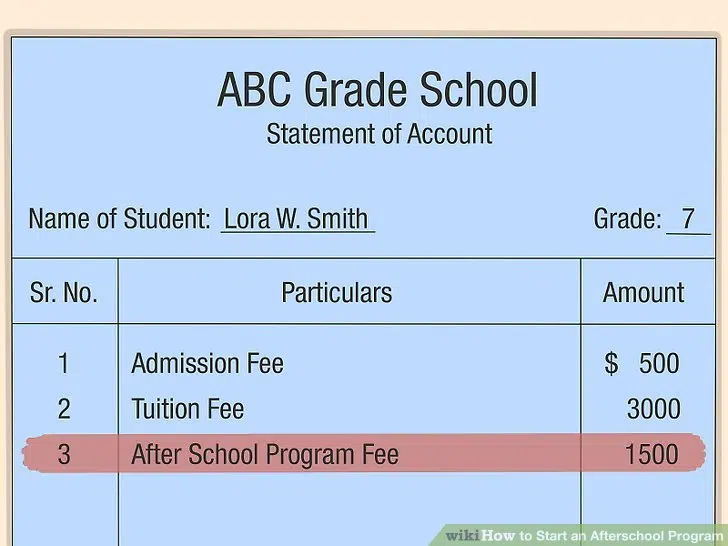 ABC Grade School
Statement of Account
Name of Student: Lora W. Smith Grade: 7
Sr. No. Particulars Amount
1 Admission Fee $ 500
2 Tuition Fee 3000
3 After School Program Fee 1500
wikiHow to Start an Afterschool Program